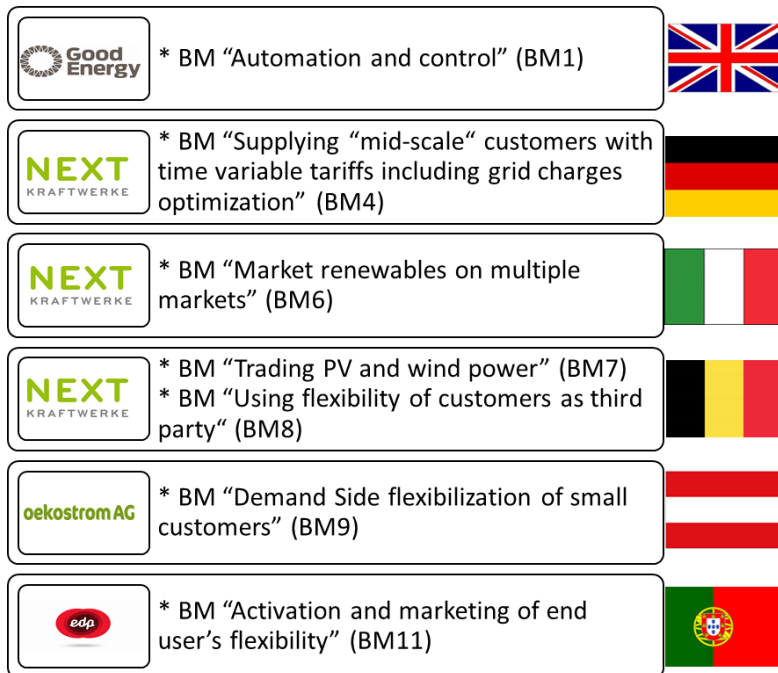 Good
Energy
* BM “Automation and control” (BM1)
NEXT
KRAFTWERKE
* BM “Supplying “mid-scale“ customers with
time variable tariffs including grid charges
optimization” (BM4)
NEXT
KRAFTWERKE
* BM “Market renewables on multiple
markets” (BM6)
NEXT
KRAFTWERKE
* BM “Trading PV and wind power” (BM7)
* BM “Using flexibility of customers as third
party“ (BM8)
oekostrom AG
* BM “Demand Side flexibilization of small
customers” (BM9)
edp
* BM “Activation and marketing of end
user’s flexibility” (BM11)